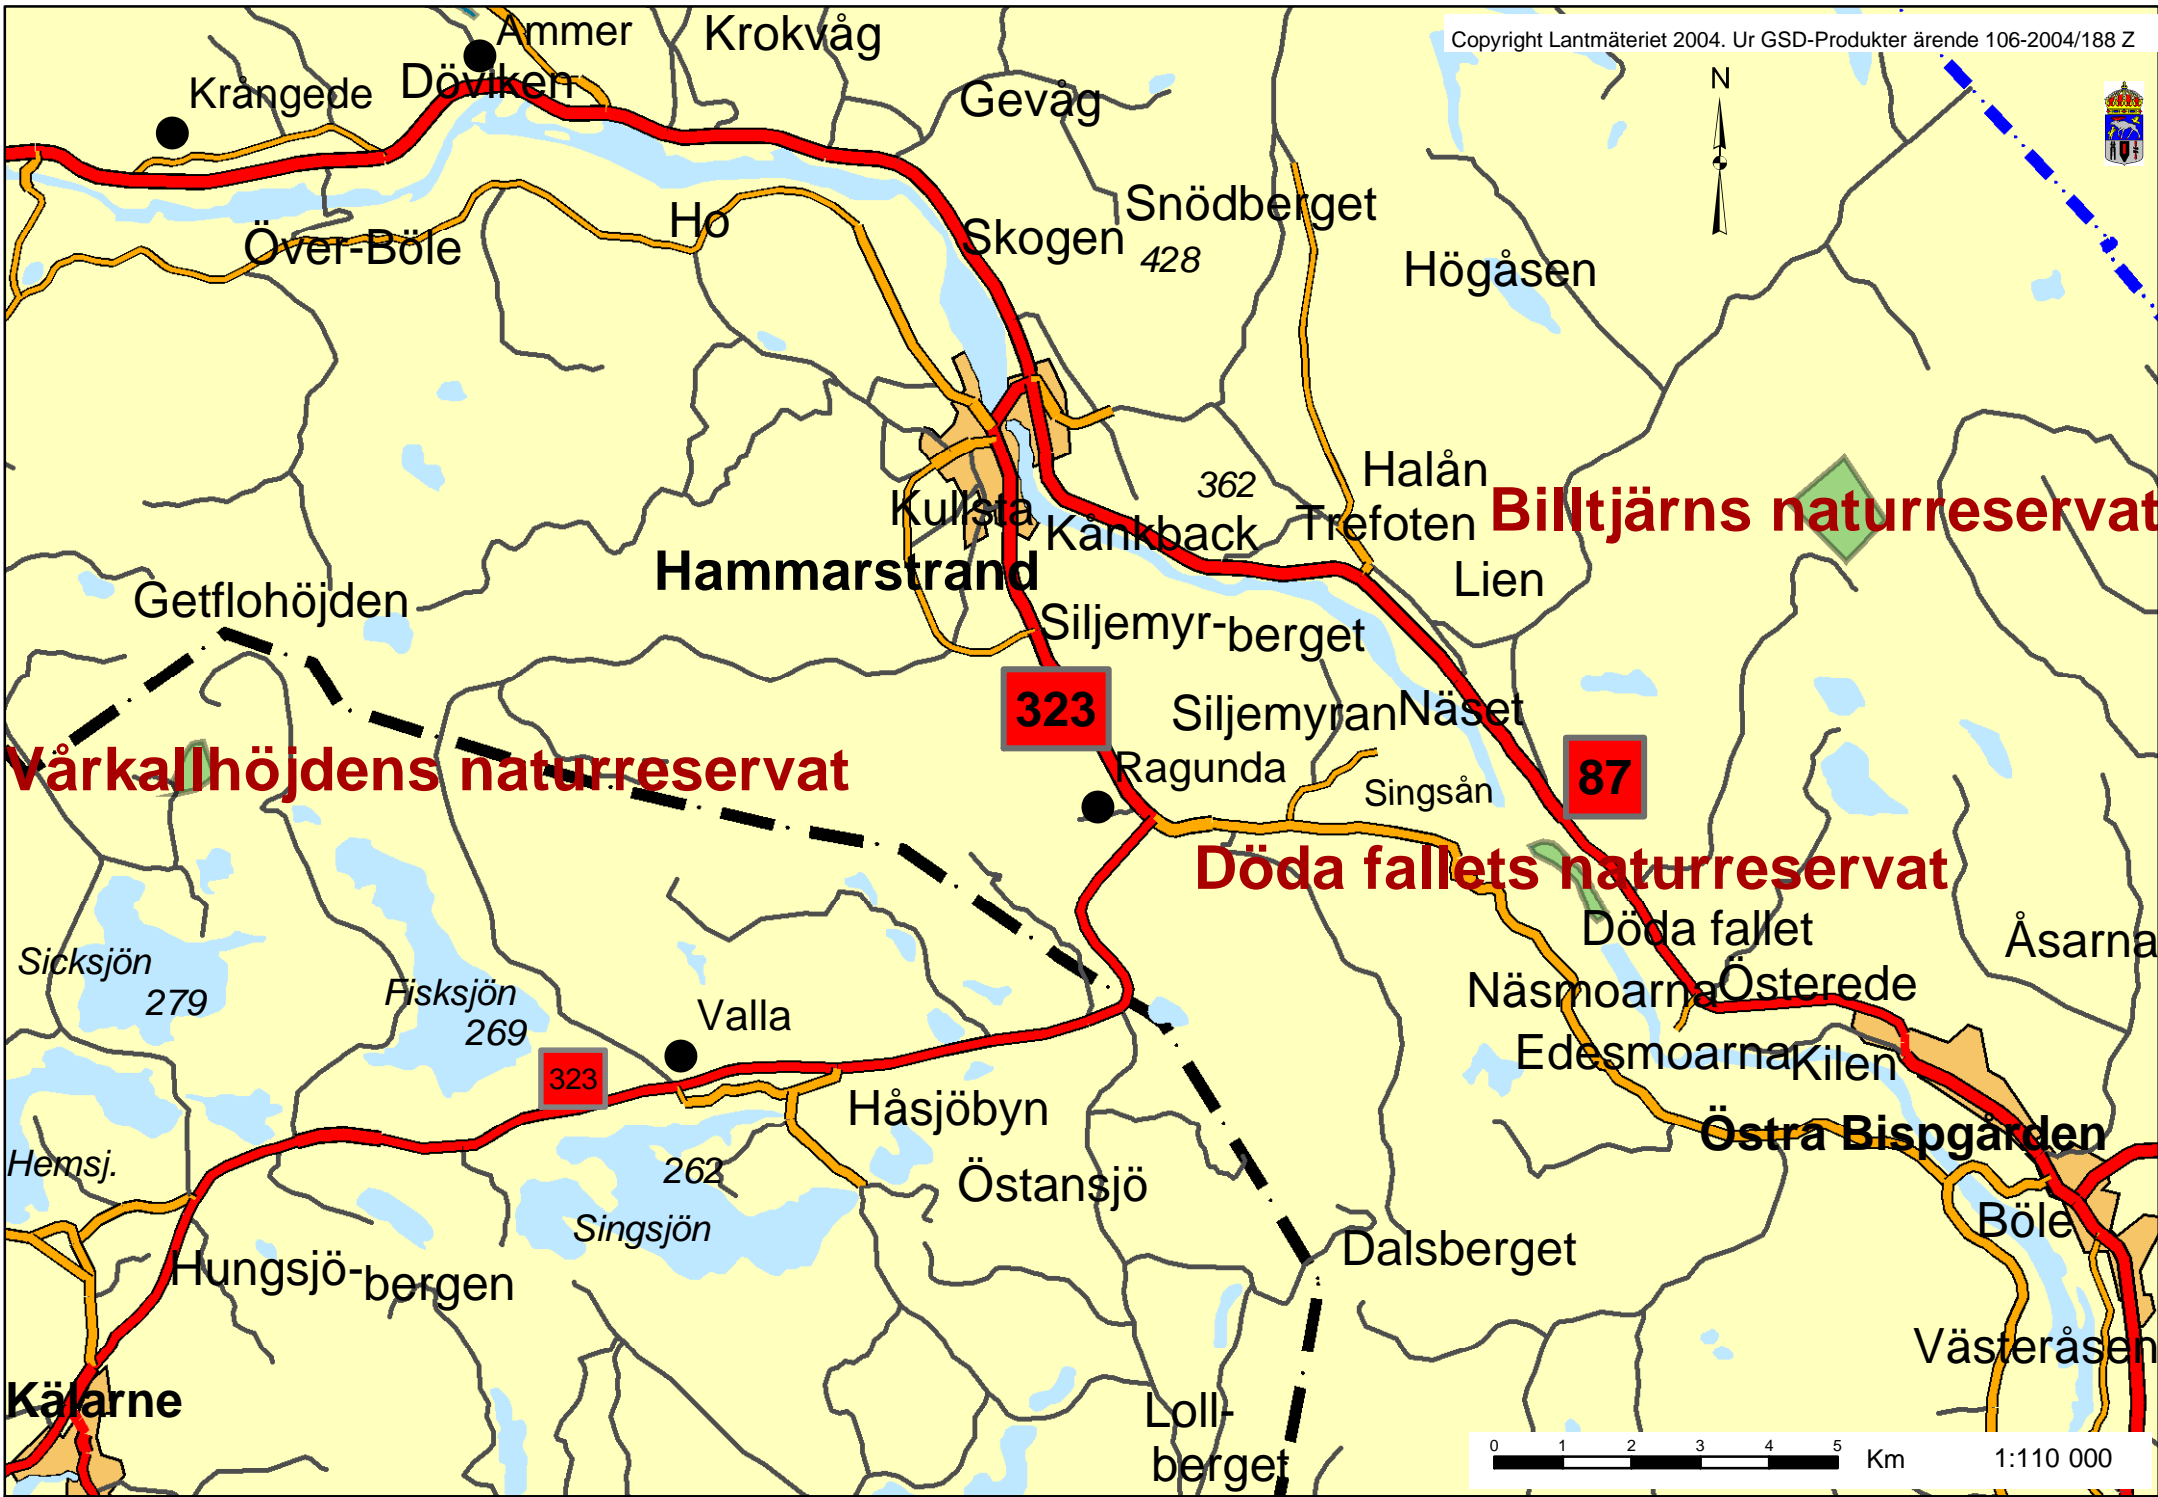 Ammer
Krokvåg
Copyright Lantmäteriet 2004. Ur GSD-Produkter ärende 106-2004/188 Z
N
Krångede
Döviken
Gevåg
Över-Böle
Ho
Skogen
Snödberget
428
Högåsen
Kullsta
Kånkback
362
Halån
Trefoten
Billtjärns naturreservat
Hammarstrand
Lien
Getflohöjden
Siljemyr-
berget
323
Siljemyran
Näset
Vårkallhöjdens naturreservat
Ragunda
Singsån
87
Döda fallets naturreservat
Döda fallet
Åsarna
Sicksjön
279
Fisksjön
269
Valla
Näsmoarna
Österede
Edesmoarna
Kilen
323
Håsjöbyn
Östra Bispgården
Hemsj.
262
Singsjön
Östansjö
Böle
Hungsjö-
bergen
Dalsberget
Västeråsen
Kälarne
Loll-
berget
0 1 2 3 4 5
Km
1:110 000